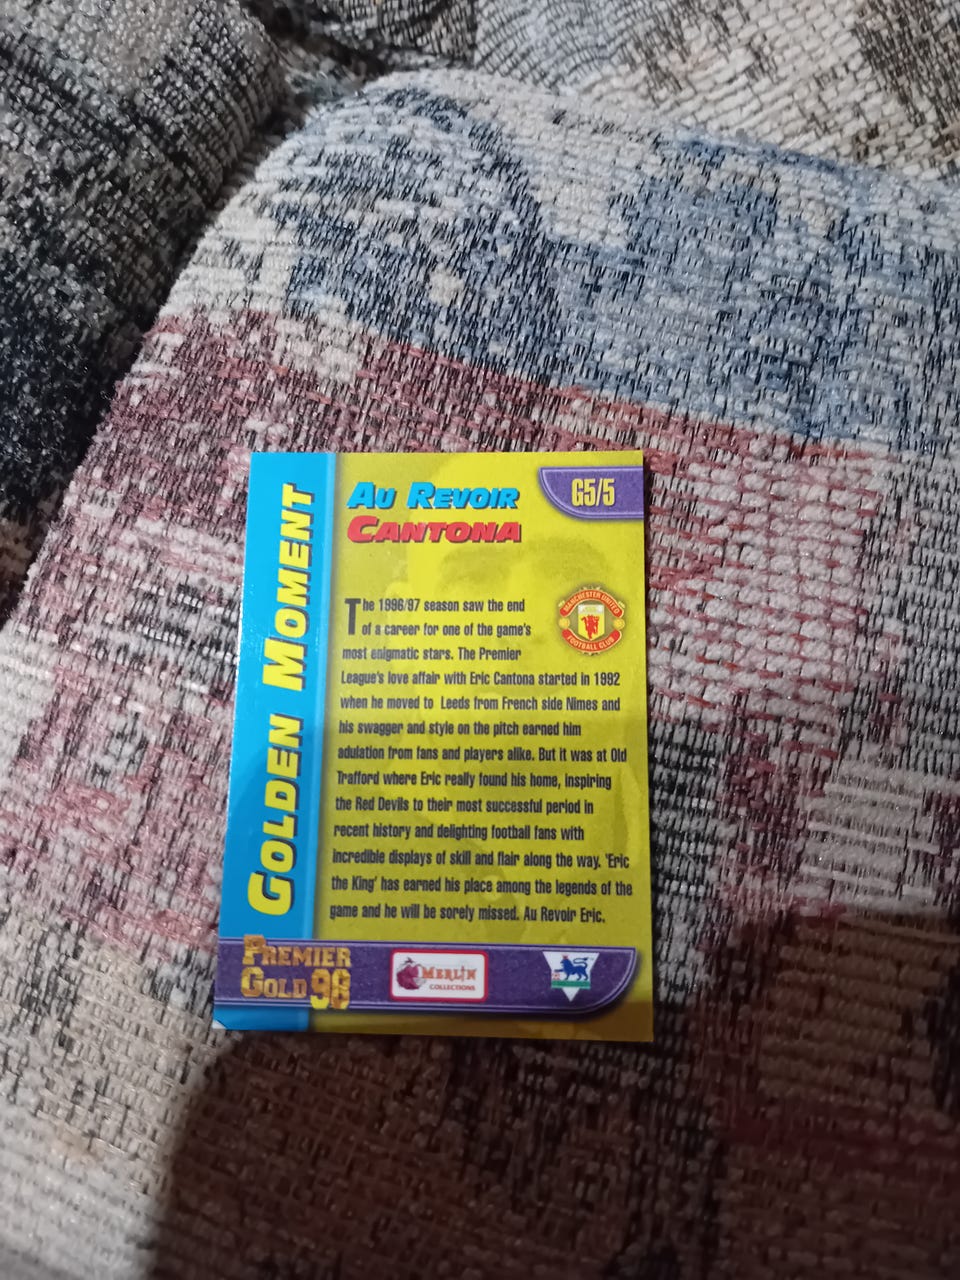 GOLDEN MOMENT
AU REVOIR
CANTONA
G5/5
MANCHESTER UNITED
FOOTBALL CLUB
The 1996/97 season saw the end
of a career for one of the game's
most enigmatic stars. The Premier
League's love affair with Eric Cantona started in 1992
when he moved to Leeds from French side Nimes and
his swagger and style on the pitch earned him
adulation from fans and players alike. But it was at Old
Trafford where Eric really found his home, inspiring
the Red Devils to their most successful period in
recent history and delighting football fans with
incredible displays of skill and flair along the way. 'Eric
the King' has earned his place among the legends of the
game and he will be sorely missed. Au Revoir Eric.
PREMIER
GOLD 98
MERLIN
COLLECTIONS